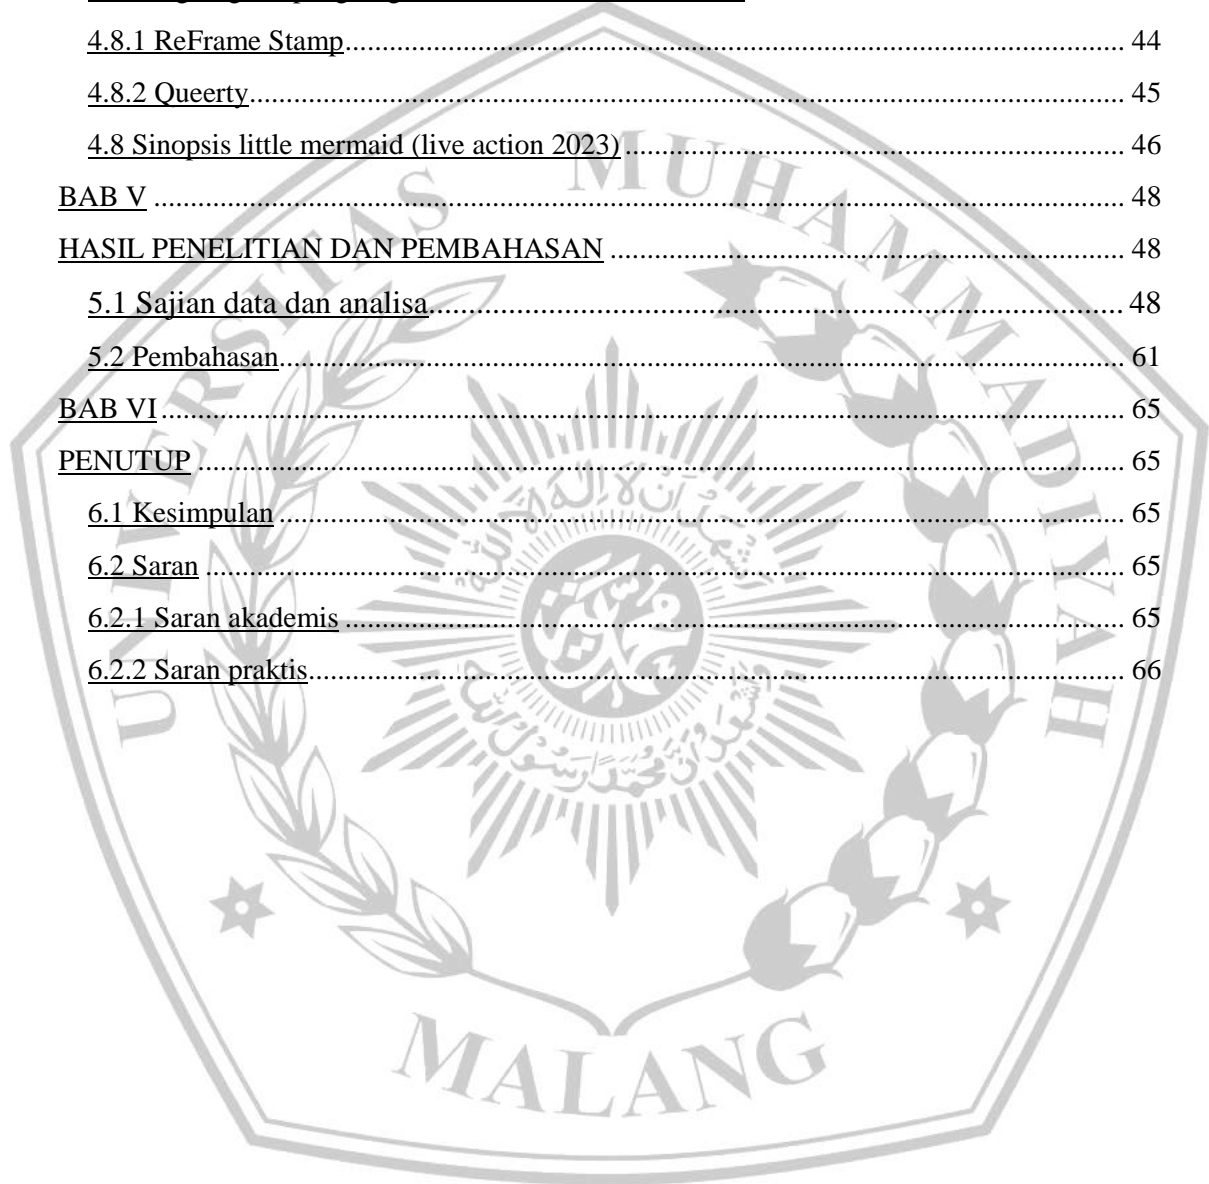 4.8.1 ReFrame Stamp........................................................................................................ 44
4.8.2 Queerty..................................................................................................................... 45
4.8 Sinopsis little mermaid (live action 2023)................................................................... 46
BAB V ................................................................................................................................. 48
HASIL PENELITIAN DAN PEMBAHASAN ..................................................................... 48
5.1 Sajian data dan analisa............................................................................................. 48
5.2 Pembahasan................................................................................................................. 61
BAB VI................................................................................................................................ 65
PENUTUP ........................................................................................................................... 65
6.1 Kesimpulan.................................................................................................................. 65
6.2 Saran ........................................................................................................................... 65
6.2.1 Saran akademis......................................................................................................... 65
6.2.2 Saran praktis............................................................................................................. 66
UNIVERSITAS MUHAMMADIYAH
MALANG